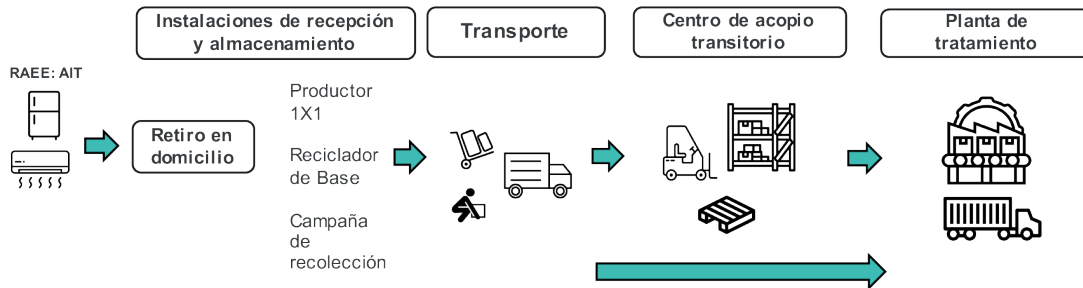 Instalaciones de recepción
y almacenamiento
Transporte
Centro de acopio
transitorio
Planta de
tratamiento
RAEE: AIT
Retiro en
domicilio
Productor
1X1
Reciclador
de Base
Campaña
de
recolección